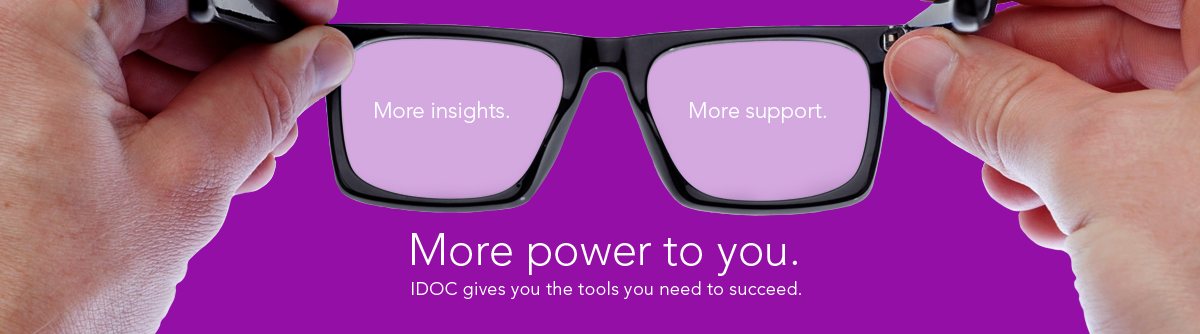 More insights.
More support.
More power to you.
IDOC gives you the tools you need to succeed.